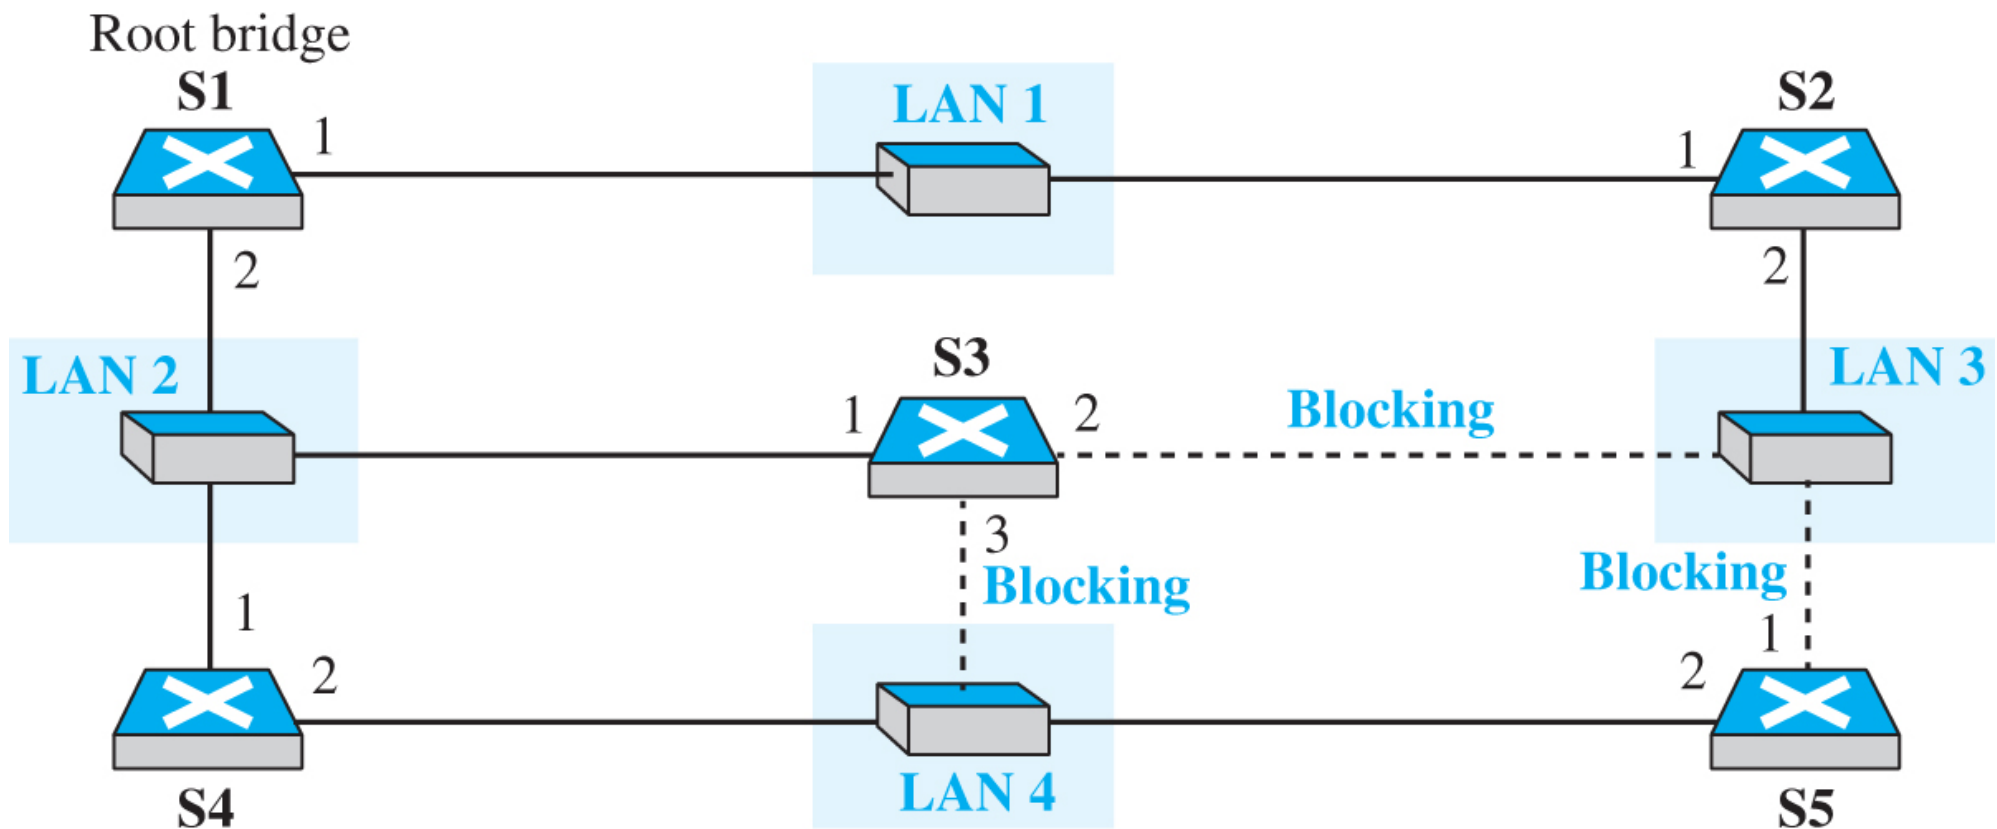 Root bridge
S1
LAN 1
S2
1
1
2
2
LAN 2
S3
LAN 3
1
2
Blocking
3
Blocking
Blocking
1
1
2
2
LAN 4
S4
S5